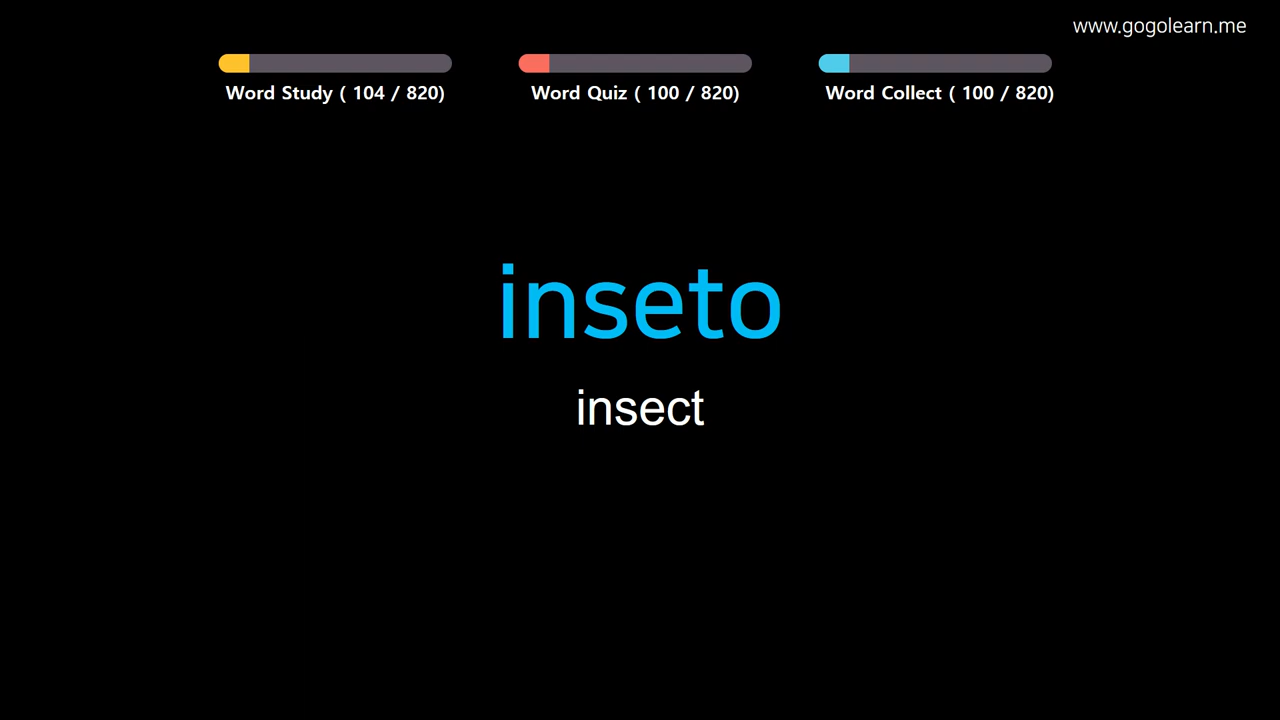 www.gogolearn.me
Word Study ( 104 / 820)
Word Quiz ( 100 / 820)
Word Collect ( 100 / 820)
inseto
insect